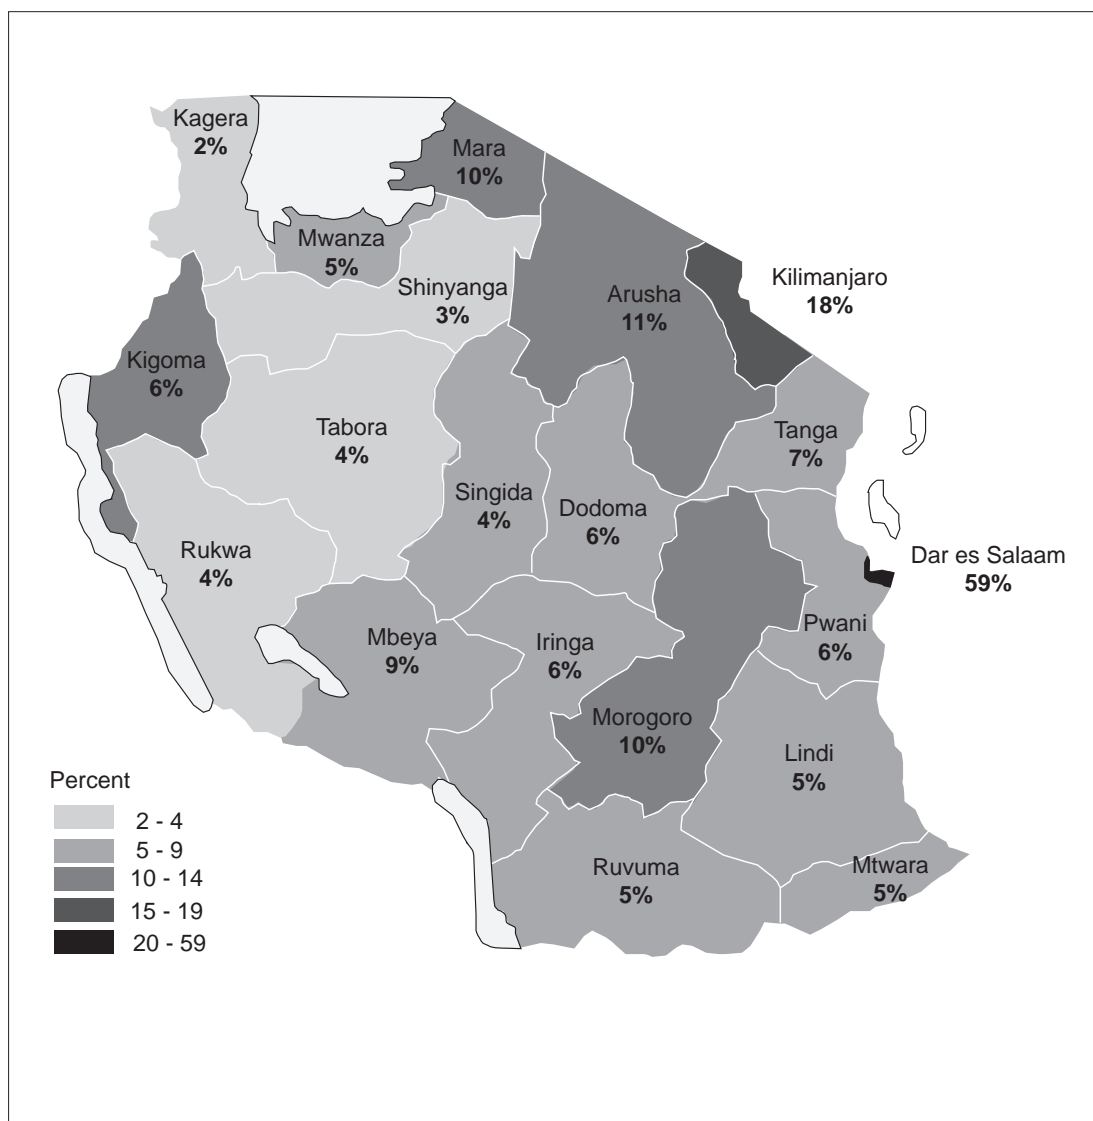 Kagera
2%
Mara
10%
Mwanza
5%
Shinyanga
3%
Arusha
11%
Kilimanjaro
18%
Kigoma
6%
Tabora
4%
Tanga
7%
Singida
4%
Dodoma
6%
Rukwa
4%
Dar es Salaam
59%
Mbeya
9%
Iringa
6%
Pwani
6%
Morogoro
10%
Lindi
5%
Ruvuma
5%
Mtwara
5%
Percent
2 - 4
5 - 9
10 - 14
15 - 19
20 - 59